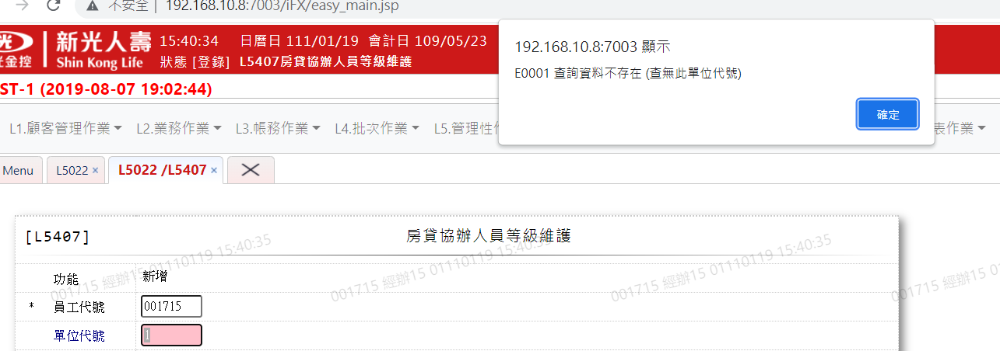 不安全 | 192.168.10.8:7003/iFX/easy_main.jsp
192.168.10.8:7003 顯示
E0001 查詢資料不存在 (查無此單位代號)
確定
光金控
新光人壽
Shin Kong Life
15:40:34 日曆日 111/01/19 會計日 109/05/23
狀態 [登錄] L5407房貸協辦人員等級維護
ST-1 (2019-08-07 19:02:44)
L1.顧客管理作業 L2.業務作業 L3.帳務作業 L4.批次作業 L5.管理性 表作業
Menu L5022 × L5022 /L5407 ×
[L5407] 房貸協辦人員等級維護
功能 新增
* 員工代號 001715
單位代號 1
001715 經辦15 01110119 15:40:35
001715 經辦15 01110119 15:40:35
001715 經辦15 01110119 15:40:35
001715 經辦15 01